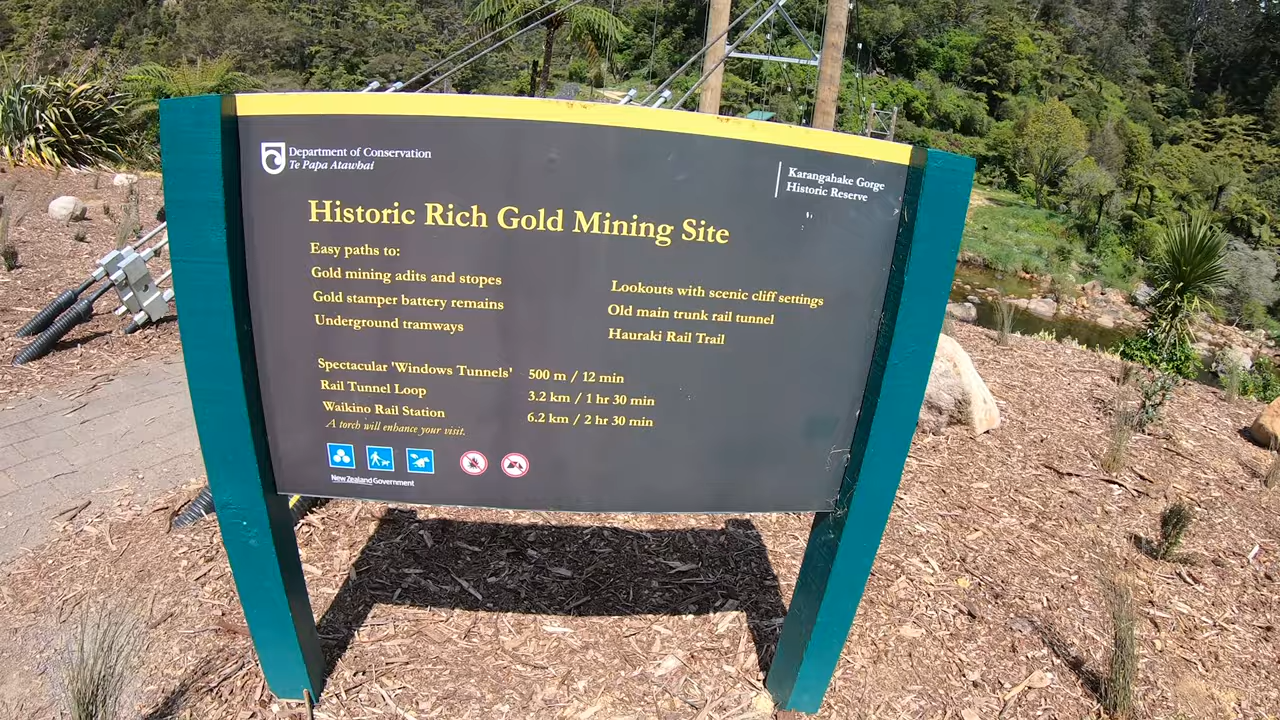 Department of Conservation
Te Papa Atawhai
Karangahake Gorge
Historic Reserve
Historic Rich Gold Mining Site
Easy paths to:
Gold mining adits and stopes
Gold stamper battery remains
Underground tramways
Lookouts with scenic cliff settings
Old main trunk rail tunnel
Hauraki Rail Trail
Spectacular 'Windows Tunnels' 500 m / 12 min
Rail Tunnel Loop 3.2 km / 1 hr 30 min
Waikino Rail Station 6.2 km / 2 hr 30 min
A torch will enhance your visit.
New Zealand Government